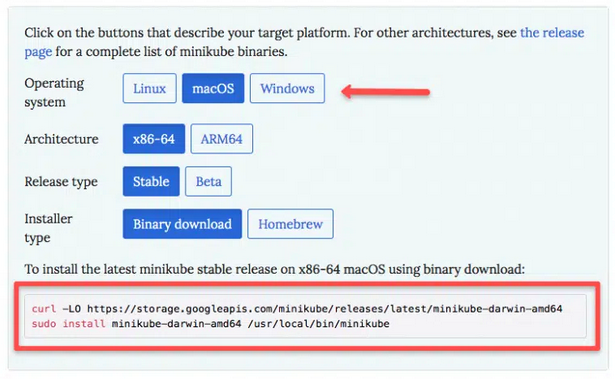 Click on the buttons that describe your target platform. For other architectures, see the release
page for a complete list of minikube binaries.
Operating
system
Linux macOS Windows
Architecture x86-64 ARM64
Release type Stable Beta
Installer
type
Binary download Homebrew
To install the latest minikube stable release on x86-64 macOS using binary download:
curl -LO https://storage.googleapis.com/minikube/releases/latest/minikube-darwin-amd64
sudo install minikube-darwin-amd64 /usr/local/bin/minikube